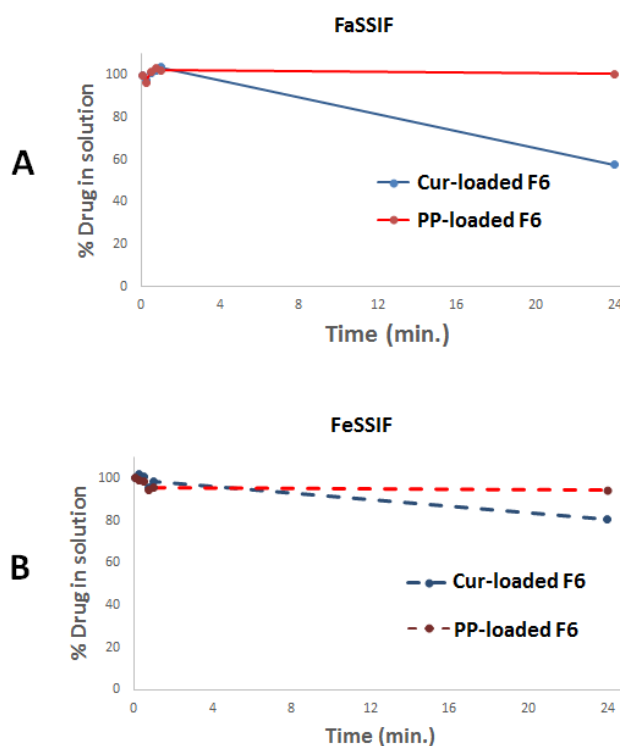 FaSSIF
A
% Drug in solution
100
80
60
40
20
0
Cur-loaded F6
PP-loaded F6
0 4 8 12 16 20 24
Time (min.)
FeSSIF
B
% Drug in solution
100
80
60
40
20
0
Cur-loaded F6
PP-loaded F6
0 4 8 12 16 20 24
Time (min.)